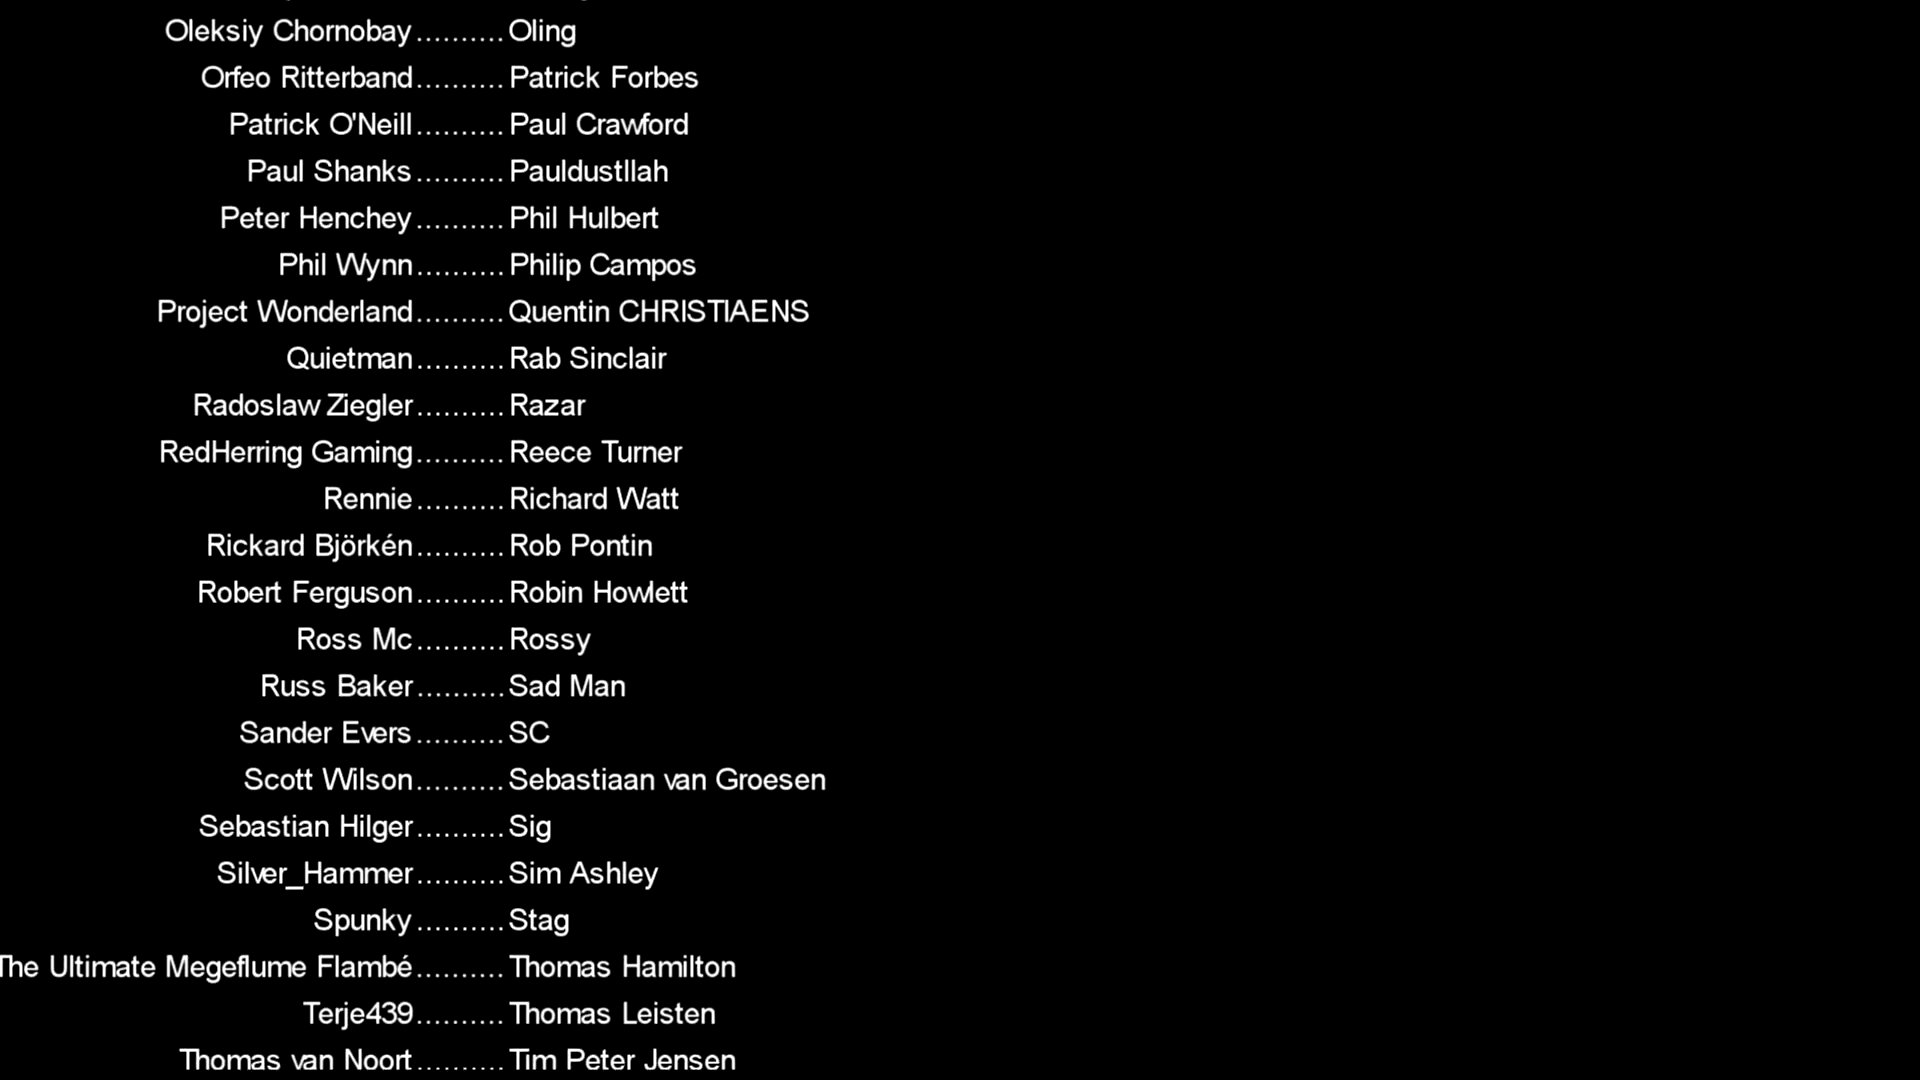 Oleksiy Chornobay..........Oling
Orfeo Ritterband..........Patrick Forbes
Patrick O'Neill..........Paul Crawford
Paul Shanks..........Pauldustllah
Peter Henchey..........Phil Hulbert
Phil Wynn..........Philip Campos
Project Wonderland..........Quentin CHRISTIAENS
Quietman..........Rab Sinclair
Radoslaw Ziegler..........Razar
RedHerring Gaming..........Reece Turner
Rennie..........Richard Watt
Rickard Björkén..........Rob Pontin
Robert Ferguson..........Robin Howlett
Ross Mc..........Rossy
Russ Baker..........Sad Man
Sander Evers..........SC
Scott Wilson..........Sebastiaan van Groesen
Sebastian Hilger..........Sig
Silver_Hammer..........Sim Ashley
Spunky..........Stag
The Ultimate Megeflume Flambé..........Thomas Hamilton
Terje439..........Thomas Leisten
Thomas van Noort..........Tim Peter Jensen